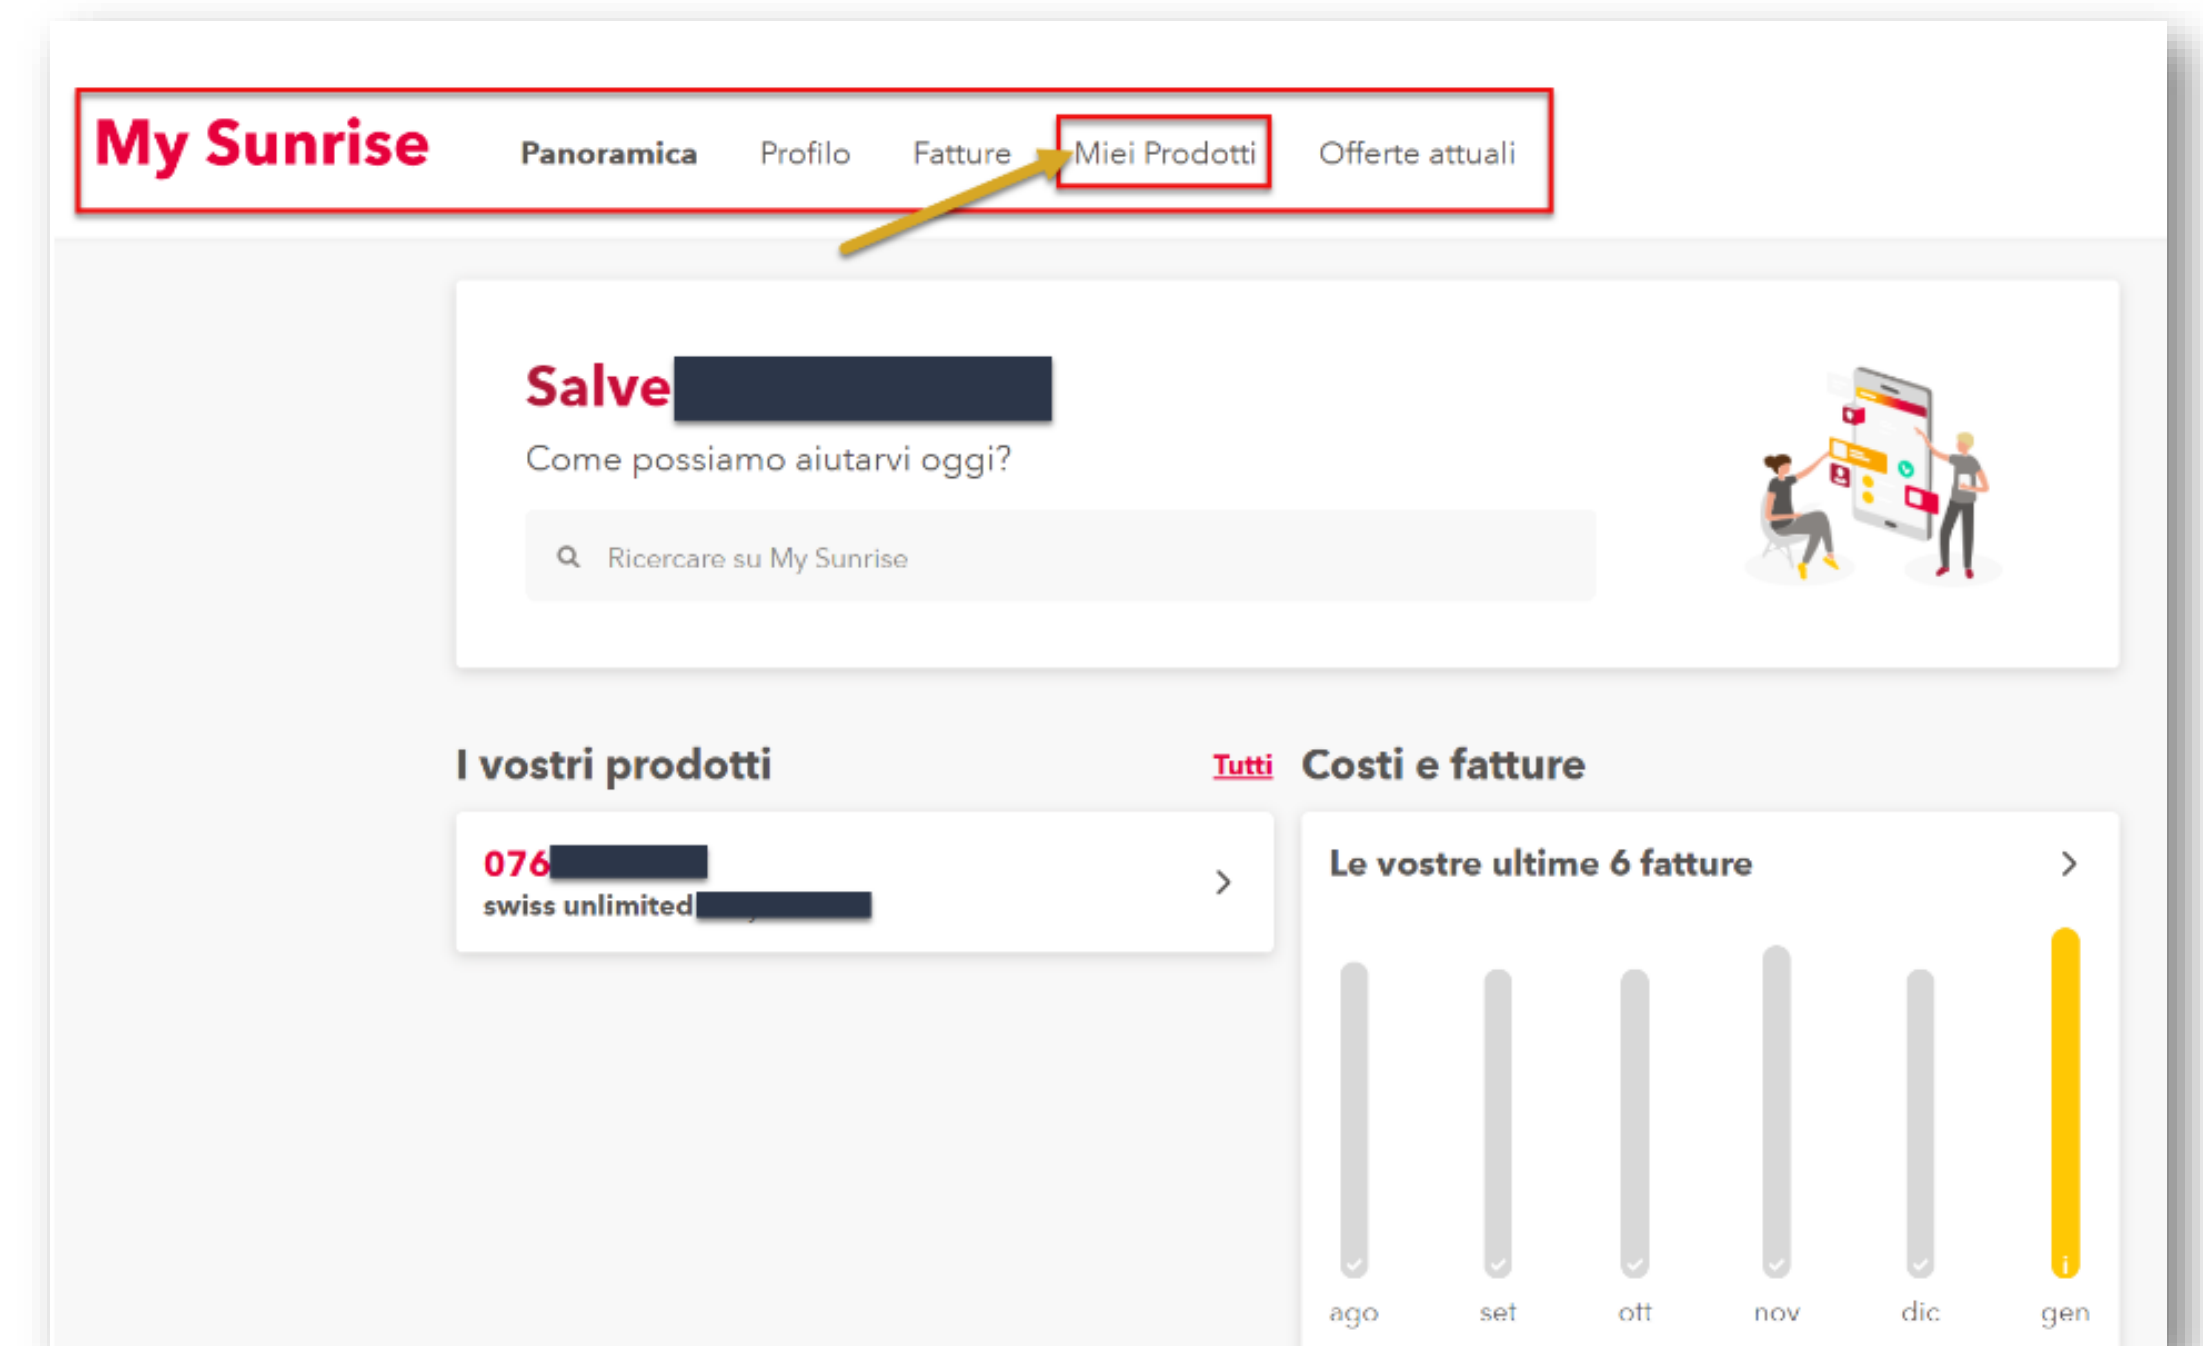 My Sunrise Panoramica Profilo Fatture Miei Prodotti Offerte attuali
Salve
Come possiamo aiutarvi oggi?
Ricercare su My Sunrise
I vostri prodotti Tutti
076
swiss unlimited
Costi e fatture
Le vostre ultime 6 fatture
ago set ott nov dic gen